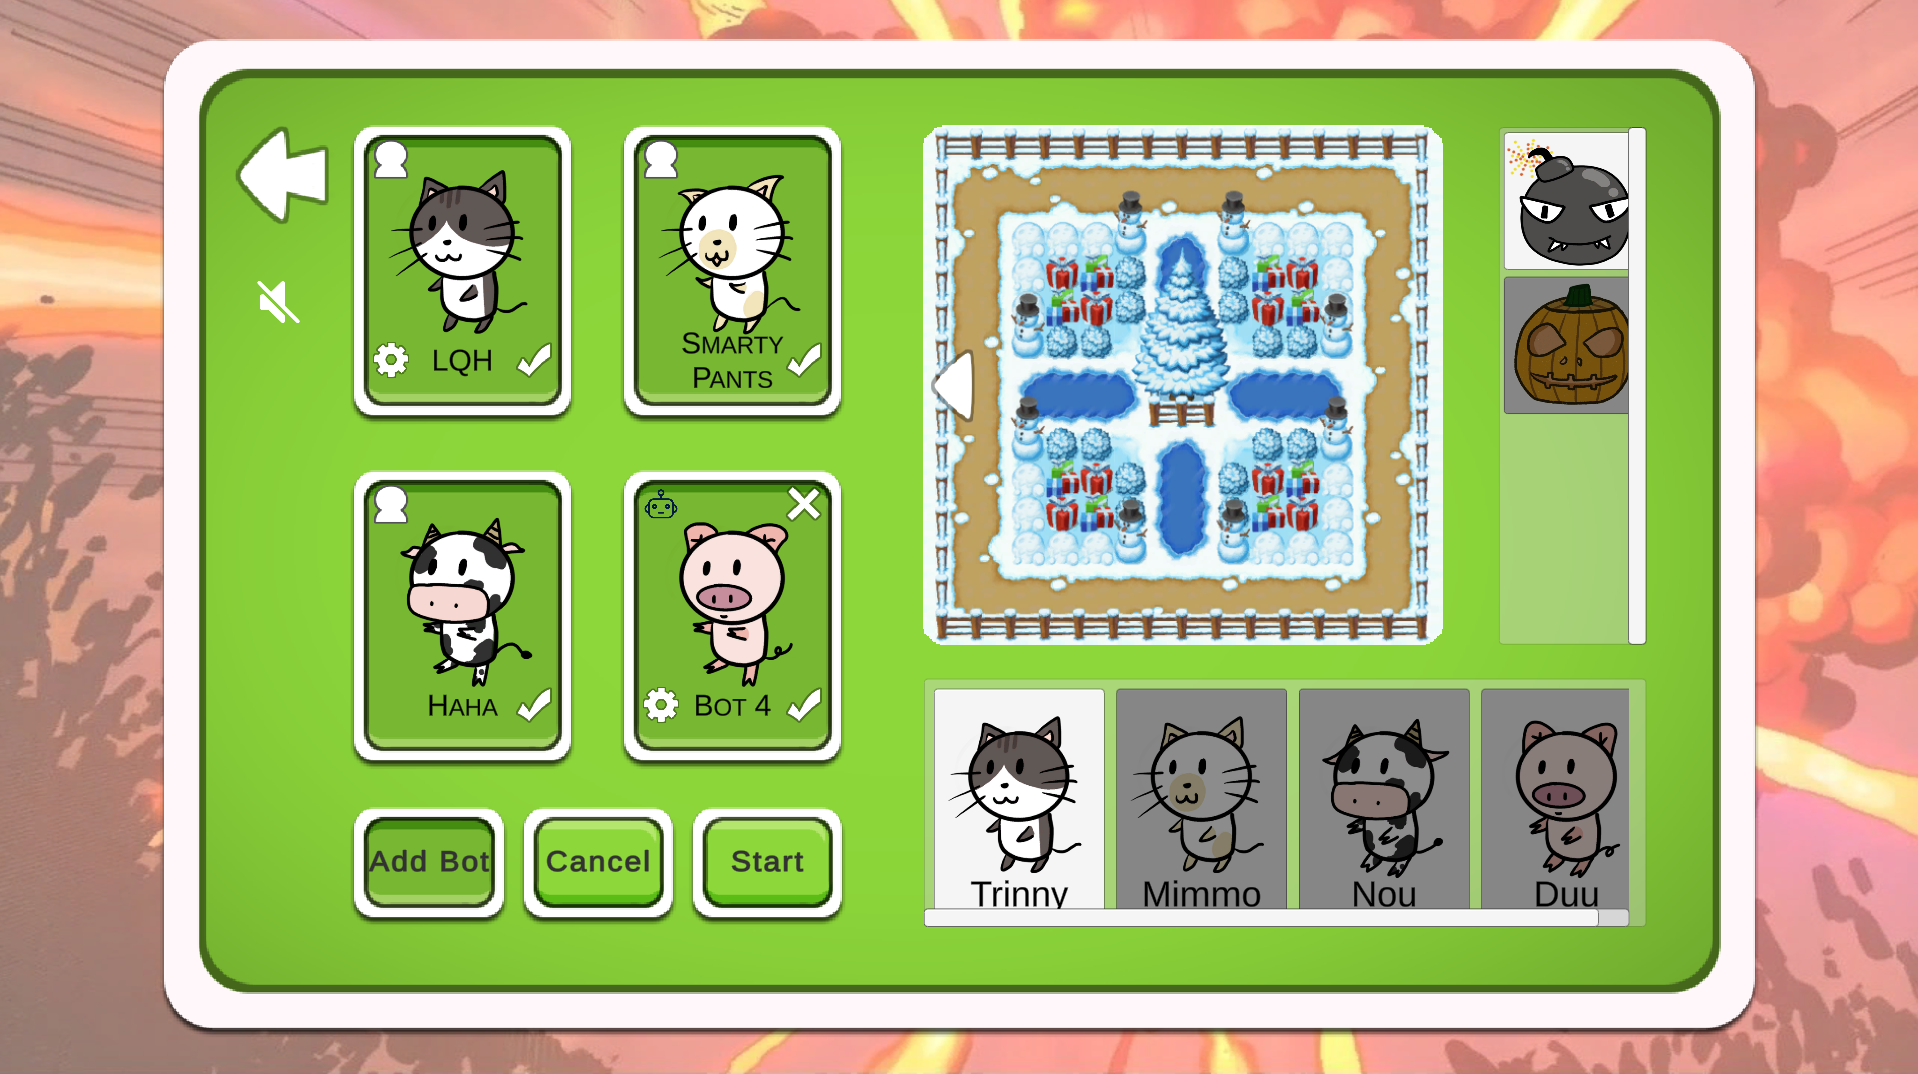 LQH
SMARTY
PANTS
HAHA
BOT 4
Add Bot
Cancel
Start
Trinny
Mimmo
Nou
Duu